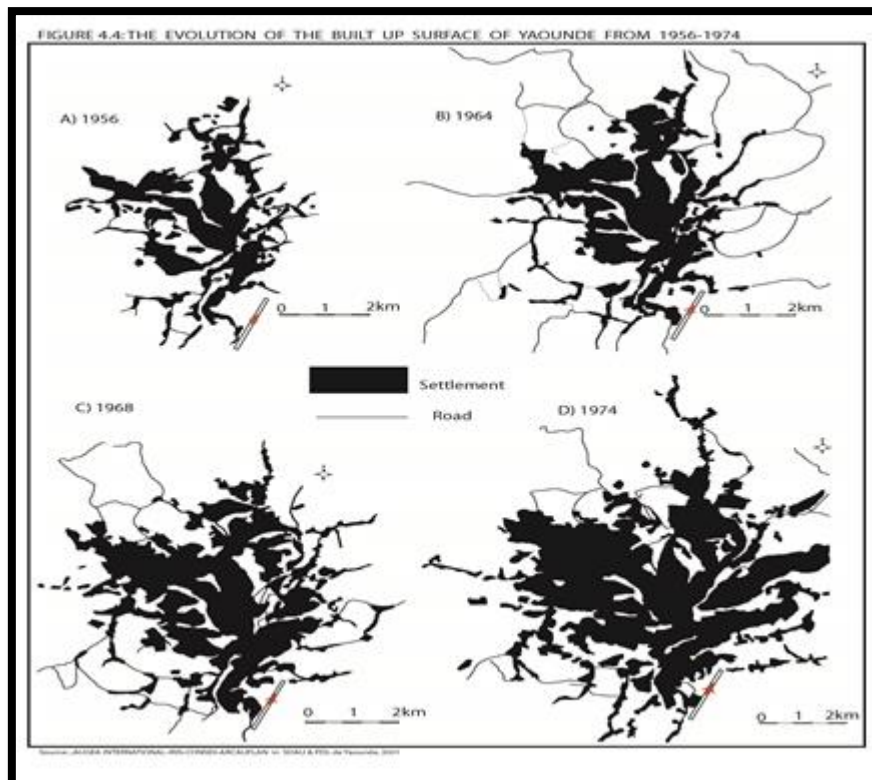 FIGURE 4.4: THE EVOLUTION OF THE BUILT UP SURFACE OF YAOUNDE FROM 1956-1974
A) 1956
B) 1964
0 1 2km
0 1 2km
Settlement
Road
C) 1968
D) 1974
0 1 2km
0 1 2km